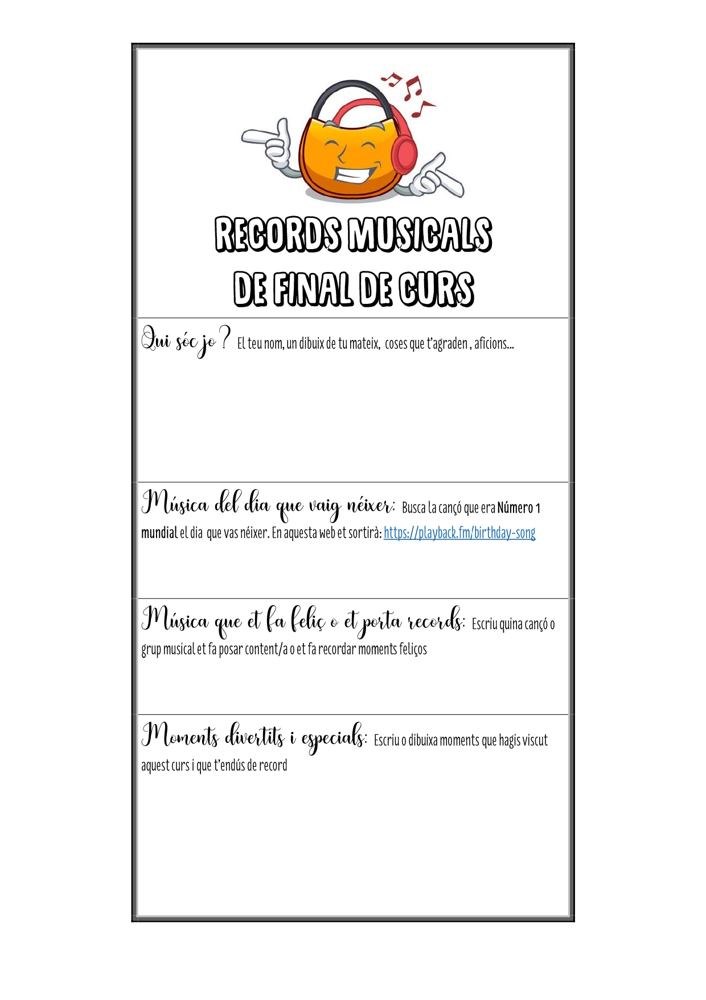 RECORDS MUSICALS
DE FINAL DE CURS
Qui sóc jo? El teu nom, un dibuix de tu mateix, coses que t'agraden , aficions...
Música del dia que vaig néixer: Busca la cançó que era Número 1
mundial el dia que vas néixer. En aquesta web et sortirà: https://playback.fm/birthday-song
Música que et fa feliç o et porta records: Escriu quina cançó o
grup musical et fa posar content/a o et fa recordar moments feliços
Moments divertits i especials: Escriu o dibuixa moments que hagis viscut
aquest curs i que t'endús de record